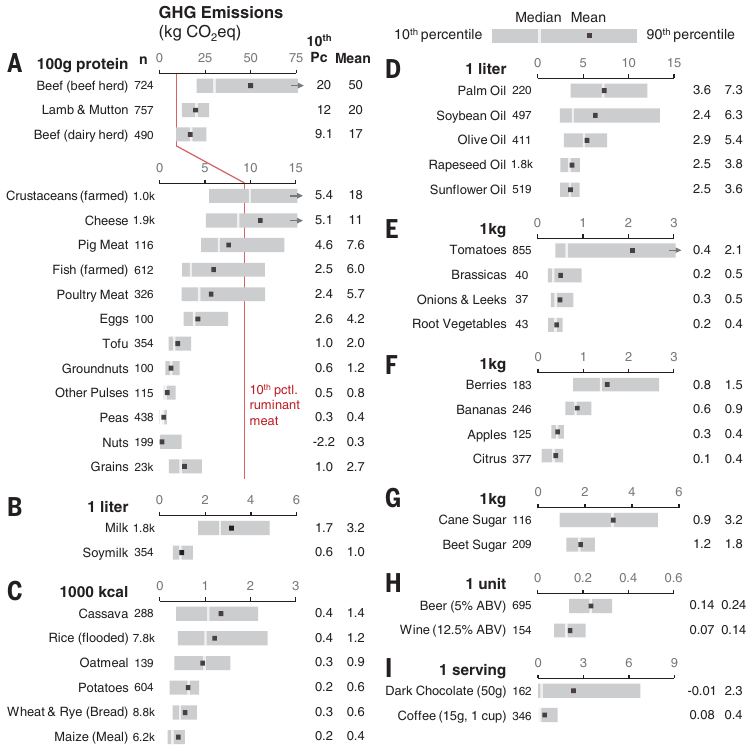 GHG Emissions
(kg CO2eq)
Median Mean
10th percentile 90th percentile
10th
Pc Mean
A 100g protein n
0 25 50 75
Beef (beef herd) 724 20 50
Lamb & Mutton 757 12 20
Beef (dairy herd) 490 9.1 17
0 5 10 15
Crustaceans (farmed) 1.0k 5.4 18
Cheese 1.9k 5.1 11
Pig Meat 116 4.6 7.6
Fish (farmed) 612 2.5 6.0
Poultry Meat 326 2.4 5.7
Eggs 100 2.6 4.2
Tofu 354 1.0 2.0
Groundnuts 100 0.6 1.2
Other Pulses 115 0.5 0.8
Peas 438 0.3 0.4
Nuts 199 -2.2 0.3
Grains 23k 1.0 2.7
10th pctl.
ruminant
meat
B 1 liter
0 2 4 6
Milk 1.8k 1.7 3.2
Soymilk 354 0.6 1.0
C 1000 kcal
0 1 2 3
Cassava 288 0.4 1.4
Rice (flooded) 7.8k 0.4 1.2
Oatmeal 139 0.3 0.9
Potatoes 604 0.2 0.6
Wheat & Rye (Bread) 8.8k 0.3 0.6
Maize (Meal) 6.2k 0.2 0.4
D 1 liter
0 5 10 15
Palm Oil 220 3.6 7.3
Soybean Oil 497 2.4 6.3
Olive Oil 411 2.9 5.4
Rapeseed Oil 1.8k 2.5 3.8
Sunflower Oil 519 2.5 3.6
E 1kg
0 1 2 3
Tomatoes 855 0.4 2.1
Brassicas 40 0.2 0.5
Onions & Leeks 37 0.3 0.5
Root Vegetables 43 0.2 0.4
F 1kg
0 1 2 3
Berries 183 0.8 1.5
Bananas 246 0.6 0.9
Apples 125 0.3 0.4
Citrus 377 0.1 0.4
G 1kg
0 2 4 6
Cane Sugar 116 0.9 3.2
Beet Sugar 209 1.2 1.8
H 1 unit
0 0.2 0.4 0.6
Beer (5% ABV) 695 0.14 0.24
Wine (12.5% ABV) 154 0.07 0.14
I 1 serving
0 3 6 9
Dark Chocolate (50g) 162 -0.01 2.3
Coffee (15g, 1 cup) 346 0.08 0.4